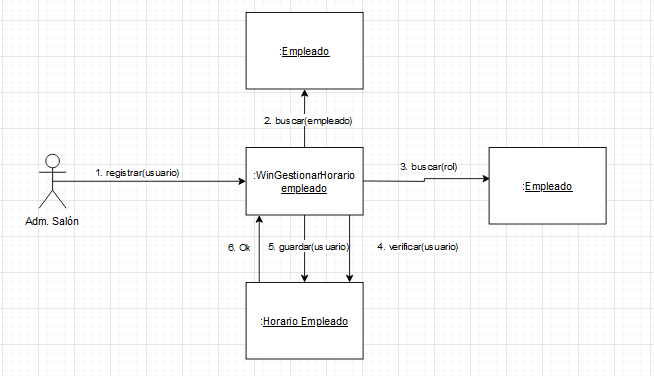 :Empleado
2. buscar(empleado)
3. buscar(rol)
1. registrar(usuario)
:WinGestionarHorario
empleado
:Empleado
Adm. Salón
6. Ok
5. guardar(usuario)
4. verificar(usuario)
:Horario Empleado